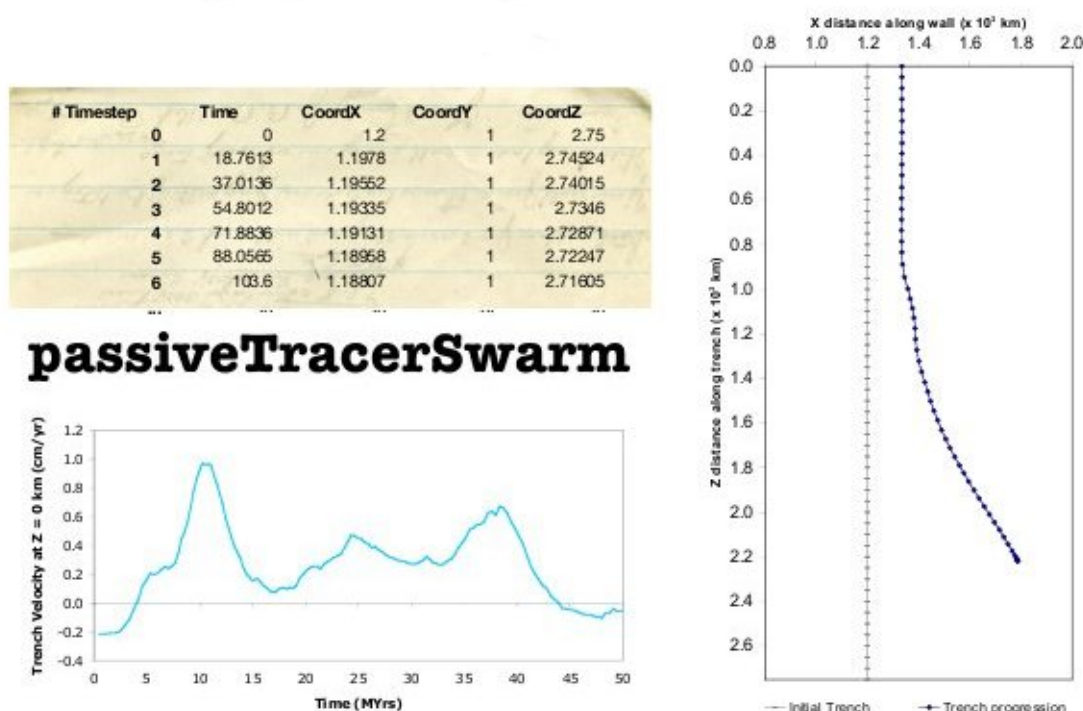 # Timestep Time CoordX CoordY CoordZ
0 0 1.2 1 2.75
1 18.7613 1.1978 1 2.74524
2 37.0136 1.19552 1 2.74015
3 54.8012 1.19335 1 2.7346
4 71.8836 1.19131 1 2.72871
5 88.0565 1.18958 1 2.72247
6 103.6 1.18807 1 2.71605
passiveTracerSwarm
Trench Velocity at Z = 0 km (cm/yr)
1.2
1.0
0.8
0.6
0.4
0.2
0.0
-0.2
-0.4
0 5 10 15 20 25 30 35 40 45 50
Time (MYrs)
X distance along wall (x 10³ km)
0.8 1.0 1.2 1.4 1.6 1.8 2.0
Z distance along trench (x 10³ km)
0.0
0.2
0.4
0.6
0.8
1.0
1.2
1.4
1.6
1.8
2.0
2.2
2.4
2.6
Initial Trench Trench progression